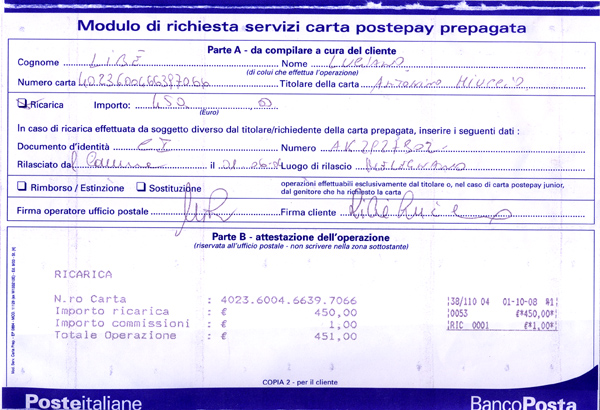 Modulo di richiesta servizi carta postepay prepagata
Parte A - da compilare a cura del cliente
Cognome LIBÈ Nome LUCIANO
(di colui che effettua l'operazione)
Numero carta 4023600466397066 Titolare della carta Antonino
Ricarica Importo: 450
(Euro)
In caso di ricarica effettuata da soggetto diverso dal titolare/richiedente della carta prepagata, inserire i seguenti dati :
Documento d'identità CI Numero
Rilasciato da il Luogo di rilascio
Rimborso / Estinzione Sostituzione operazioni effettuabili esclusivamente dal titolare o, nel caso di carta postepay junior,
dal genitore che ha richiesto la carta
Firma operatore ufficio postale Firma cliente
Parte B - attestazione dell'operazione
(riservata all'ufficio postale - non scrivere nella zona sottostante)
RICARICA
N.ro Carta : 4023.6004.6639.7066 38/110 04 01-10-08 #1
Importo ricarica : € 450,00 0053 €*450,00*
Importo commissioni : € 1,00 RIC 0001 €*1,00*
Totale Operazione : € 451,00
COPIA 2 - per il cliente
Posteitaliane BancoPosta